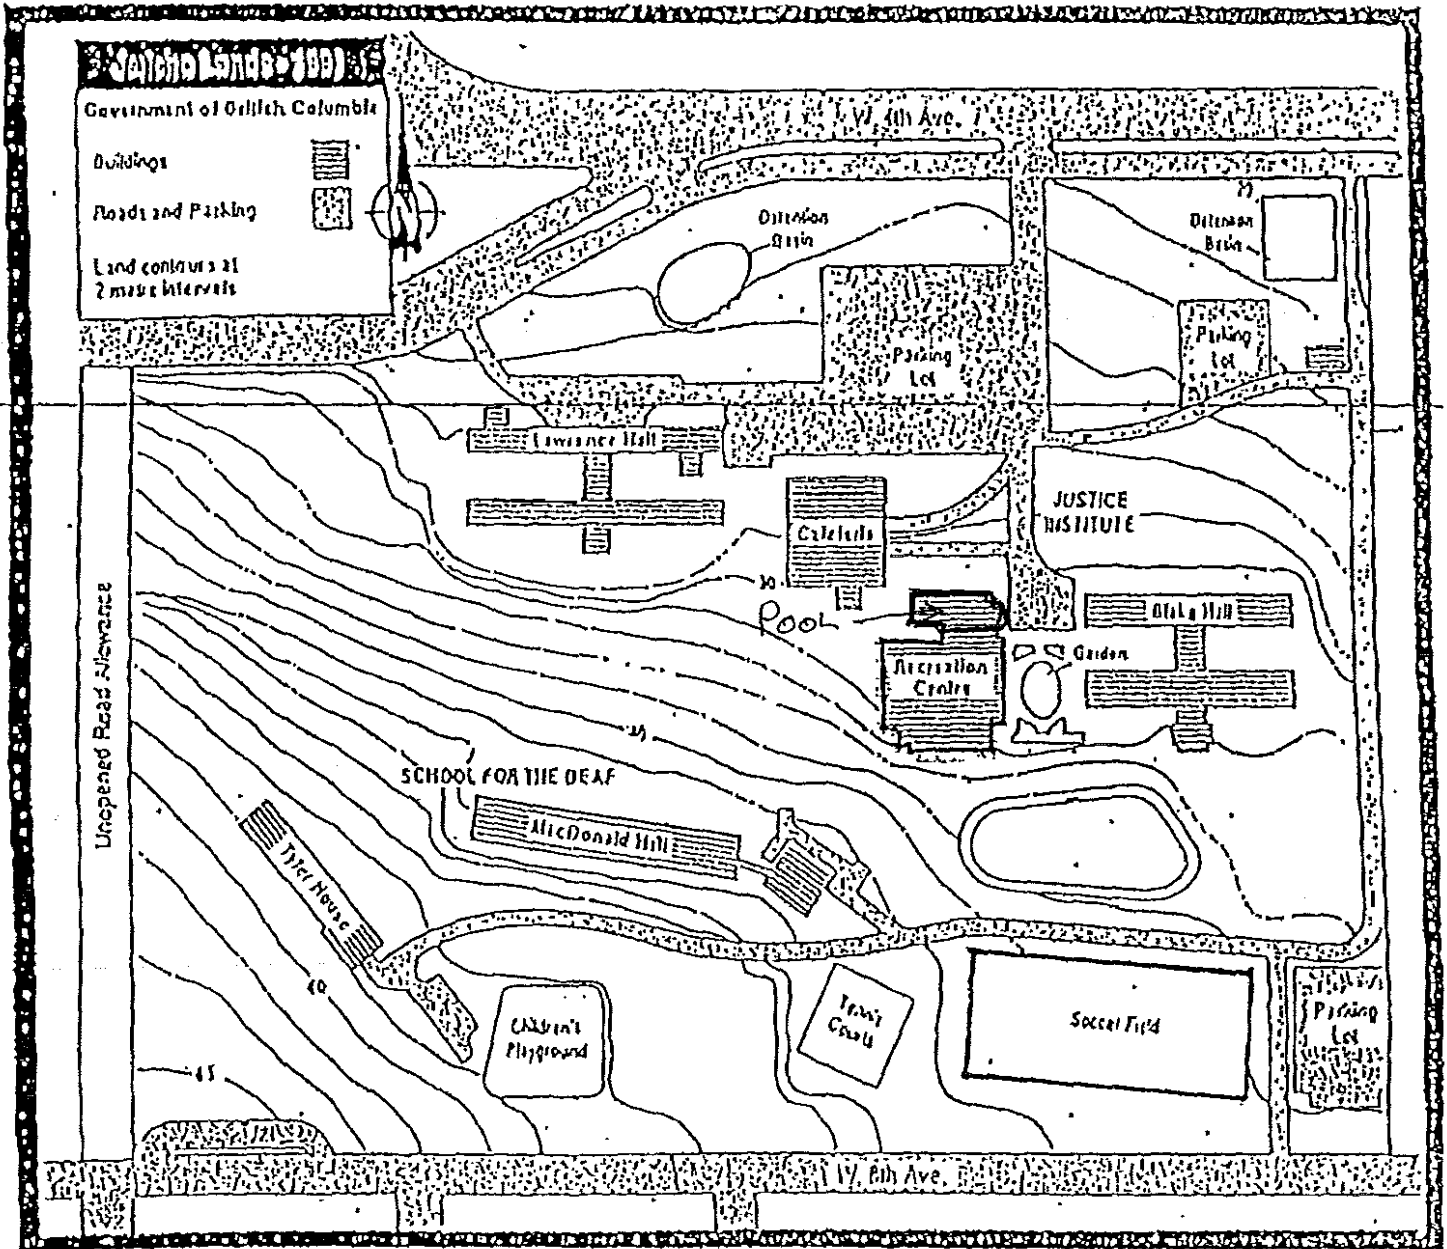 Jericho Lands
Government of British Columbia
Buildings
Roads and Parking
Land contours at
2 metre intervals
W. 4th Ave.
Detention
Basin
Detention
Basin
Parking
Lot
Parking
Lot
Lawrence Hall
Cafeteria
JUSTICE
INSTITUTE
30
POOL
Blake Hall
Garden
Recreation
Centre
Unopened Road Allowance
35
SCHOOL FOR THE DEAF
MacDonald Hall
Tyler House
40
Children's
Playground
Tennis
Courts
Soccer Field
Parking
Lot
45
W. 8th Ave.